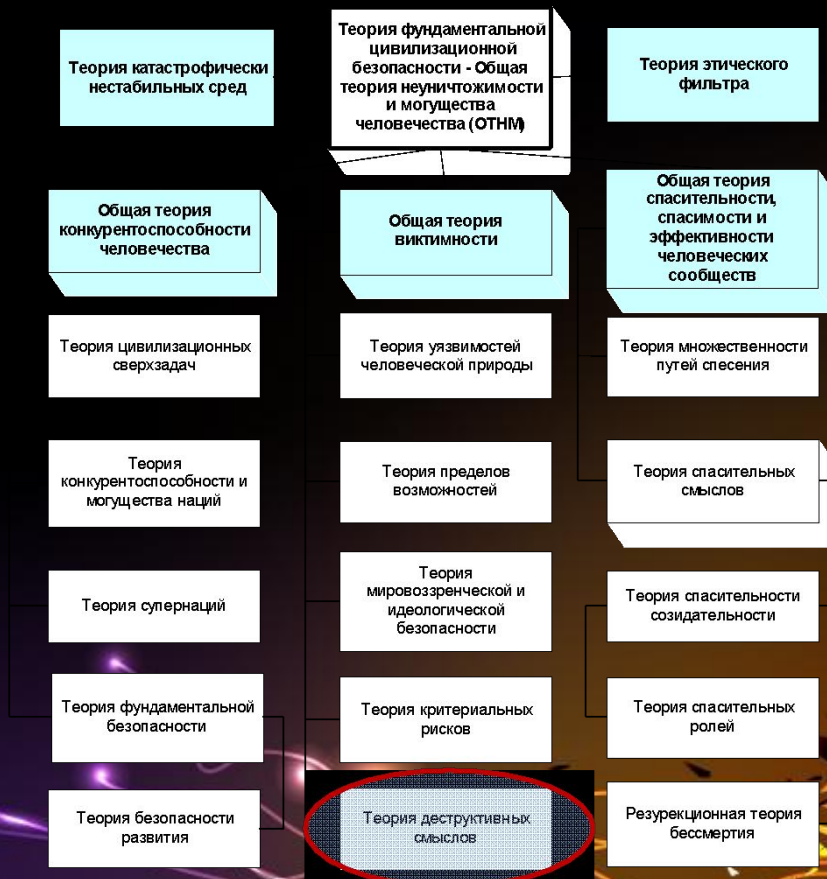 Теория катастрофически
нестабильных сред
Теория фундаментальной
цивилизационной
безопасности - Общая
теория неуничтожимости
и могущества
человечества (ОТНМ)
Теория этического
фильтра
Общая теория
конкурентоспособности
человечества
Общая теория
виктимности
Общая теория
спасительности,
спасимости и
эффективности
человеческих
сообществ
Теория цивилизационных
сверхзадач
Теория уязвимостей
человеческой природы
Теория множественности
путей спесения
Теория
конкурентоспособности и
могущества наций
Теория пределов
возможностей
Теория спасительных
смыслов
Теория супернаций
Теория
мировоззренческой и
идеологической
безопасности
Теория спасительности
созидательности
Теория фундаментальной
безопасности
Теория критериальных
рисков
Теория спасительных
ролей
Теория безопасности
развития
Теория деструктивных
смыслов
Резурекционная теория
бессмертия